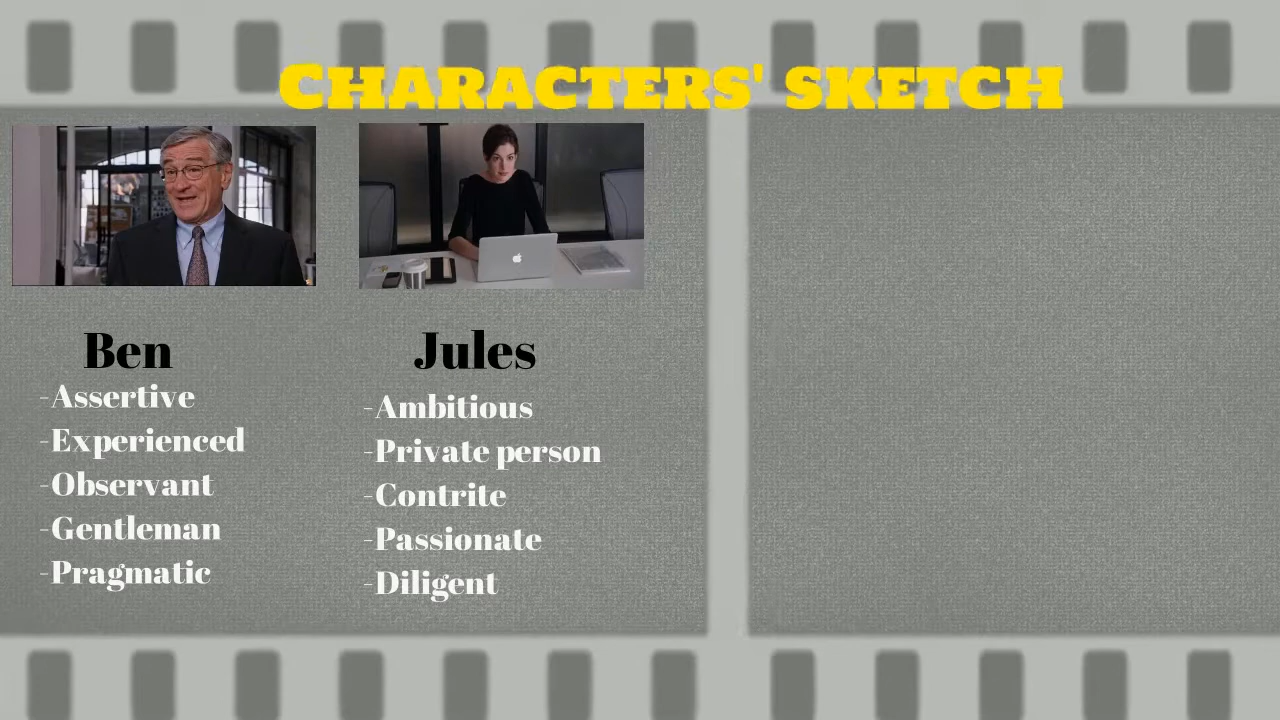 CHARACTERS' SKETCH
Ben
-Assertive
-Experienced
-Observant
-Gentleman
-Pragmatic
Jules
-Ambitious
-Private person
-Contrite
-Passionate
-Diligent